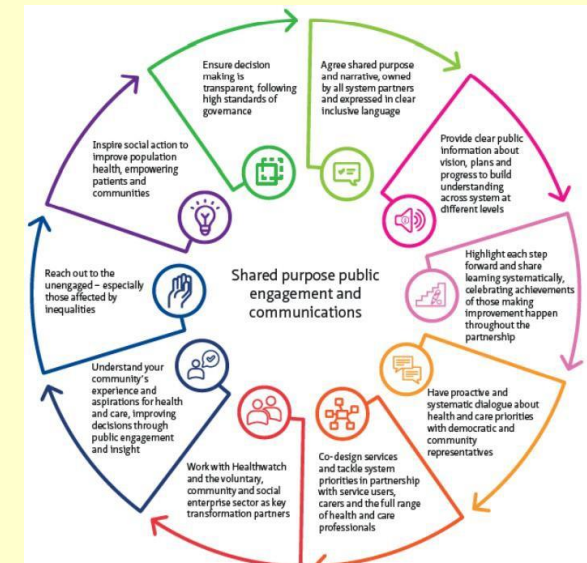 Shared purpose public
engagement and
communications
Agree shared purpose
and narrative, owned
by all system partners
and expressed in clear
inclusive language
Provide clear public
information about
vision, plans and
progress to build
understanding
across system at
different levels
Highlight each step
forward and share
learning systematically,
celebrating achievements
of those making
improvement happen
throughout the
partnership
Have proactive and
systematic dialogue about
health and care priorities
with democratic and
community
representatives
Co-design services
and tackle system
priorities in partnership
with service users,
carers and the full range
of health and care
professionals
Work with Healthwatch
and the voluntary,
community and social
enterprise sector as key
transformation partners
Understand your
community's
experience and
aspirations for health
and care, improving
decisions through
public engagement
and insight
Reach out to the
unengaged – especially
those affected by
inequalities
Inspire social action to
improve population
health, empowering
patients and
communities
Ensure decision
making is
transparent, following
high standards of
governance